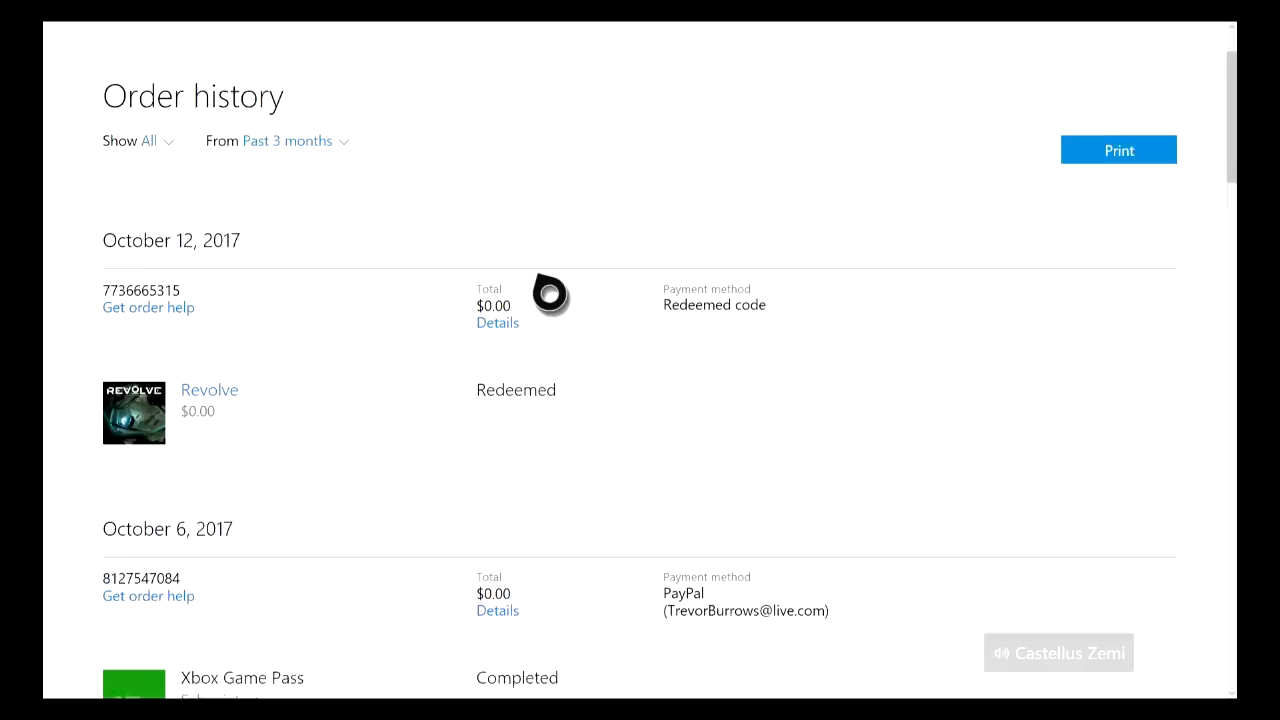 Order history
Show All
From Past 3 months
Print
October 12, 2017
7736665315
Get order help
Total
$0.00
Details
Payment method
Redeemed code
REVOLVE
Revolve
$0.00
Redeemed
October 6, 2017
8127547084
Get order help
Total
$0.00
Details
Payment method
PayPal
(TrevorBurrows@live.com)
Castellus Zemi
Xbox Game Pass
Completed